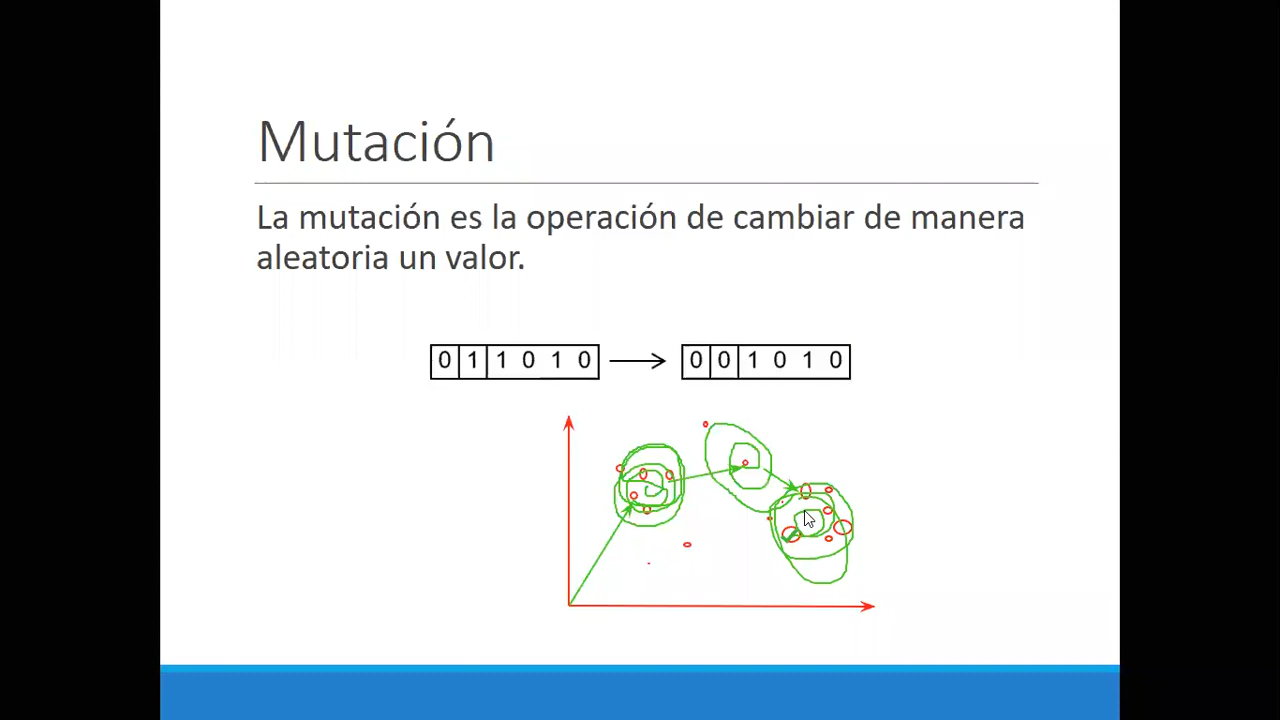 Mutación
La mutación es la operación de cambiar de manera
aleatoria un valor.
0 1 1 0 1 0 0 0 1 0 1 0